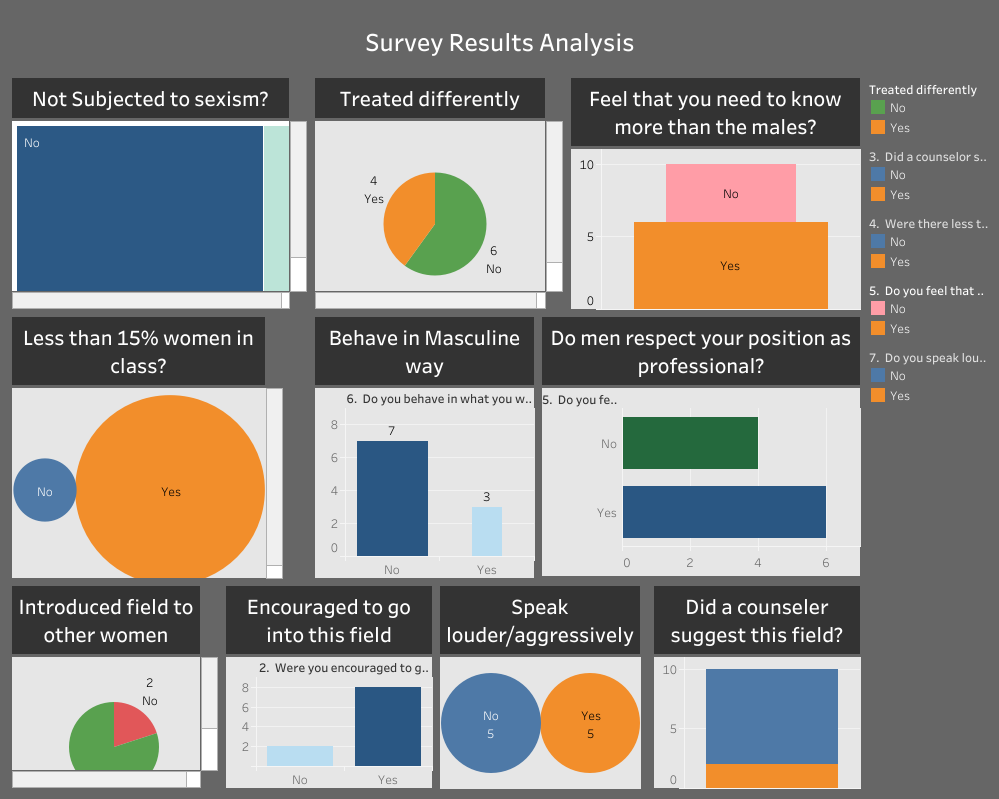 Survey Results Analysis
Not Subjected to sexism?
No
Treated differently
4
Yes
6
No
Feel that you need to know
more than the males?
10
5
0
No
Yes
Treated differently
No
Yes
3. Did a counselor s..
No
Yes
4. Were there less t..
No
Yes
5. Do you feel that ..
No
Yes
7. Do you speak lou..
No
Yes
Less than 15% women in
class?
No
Yes
Behave in Masculine
way
6. Do you behave in what you w..
8
6
4
2
0
7
3
No
Yes
Do men respect your position as
professional?
5. Do you fe..
No
Yes
0
2
4
6
Introduced field to
other women
2
No
Encouraged to go
into this field
2. Were you encouraged to g..
8
6
4
2
No
Yes
Speak
louder/aggressively
No
5
Yes
5
Did a counseler
suggest this field?
10
5
0